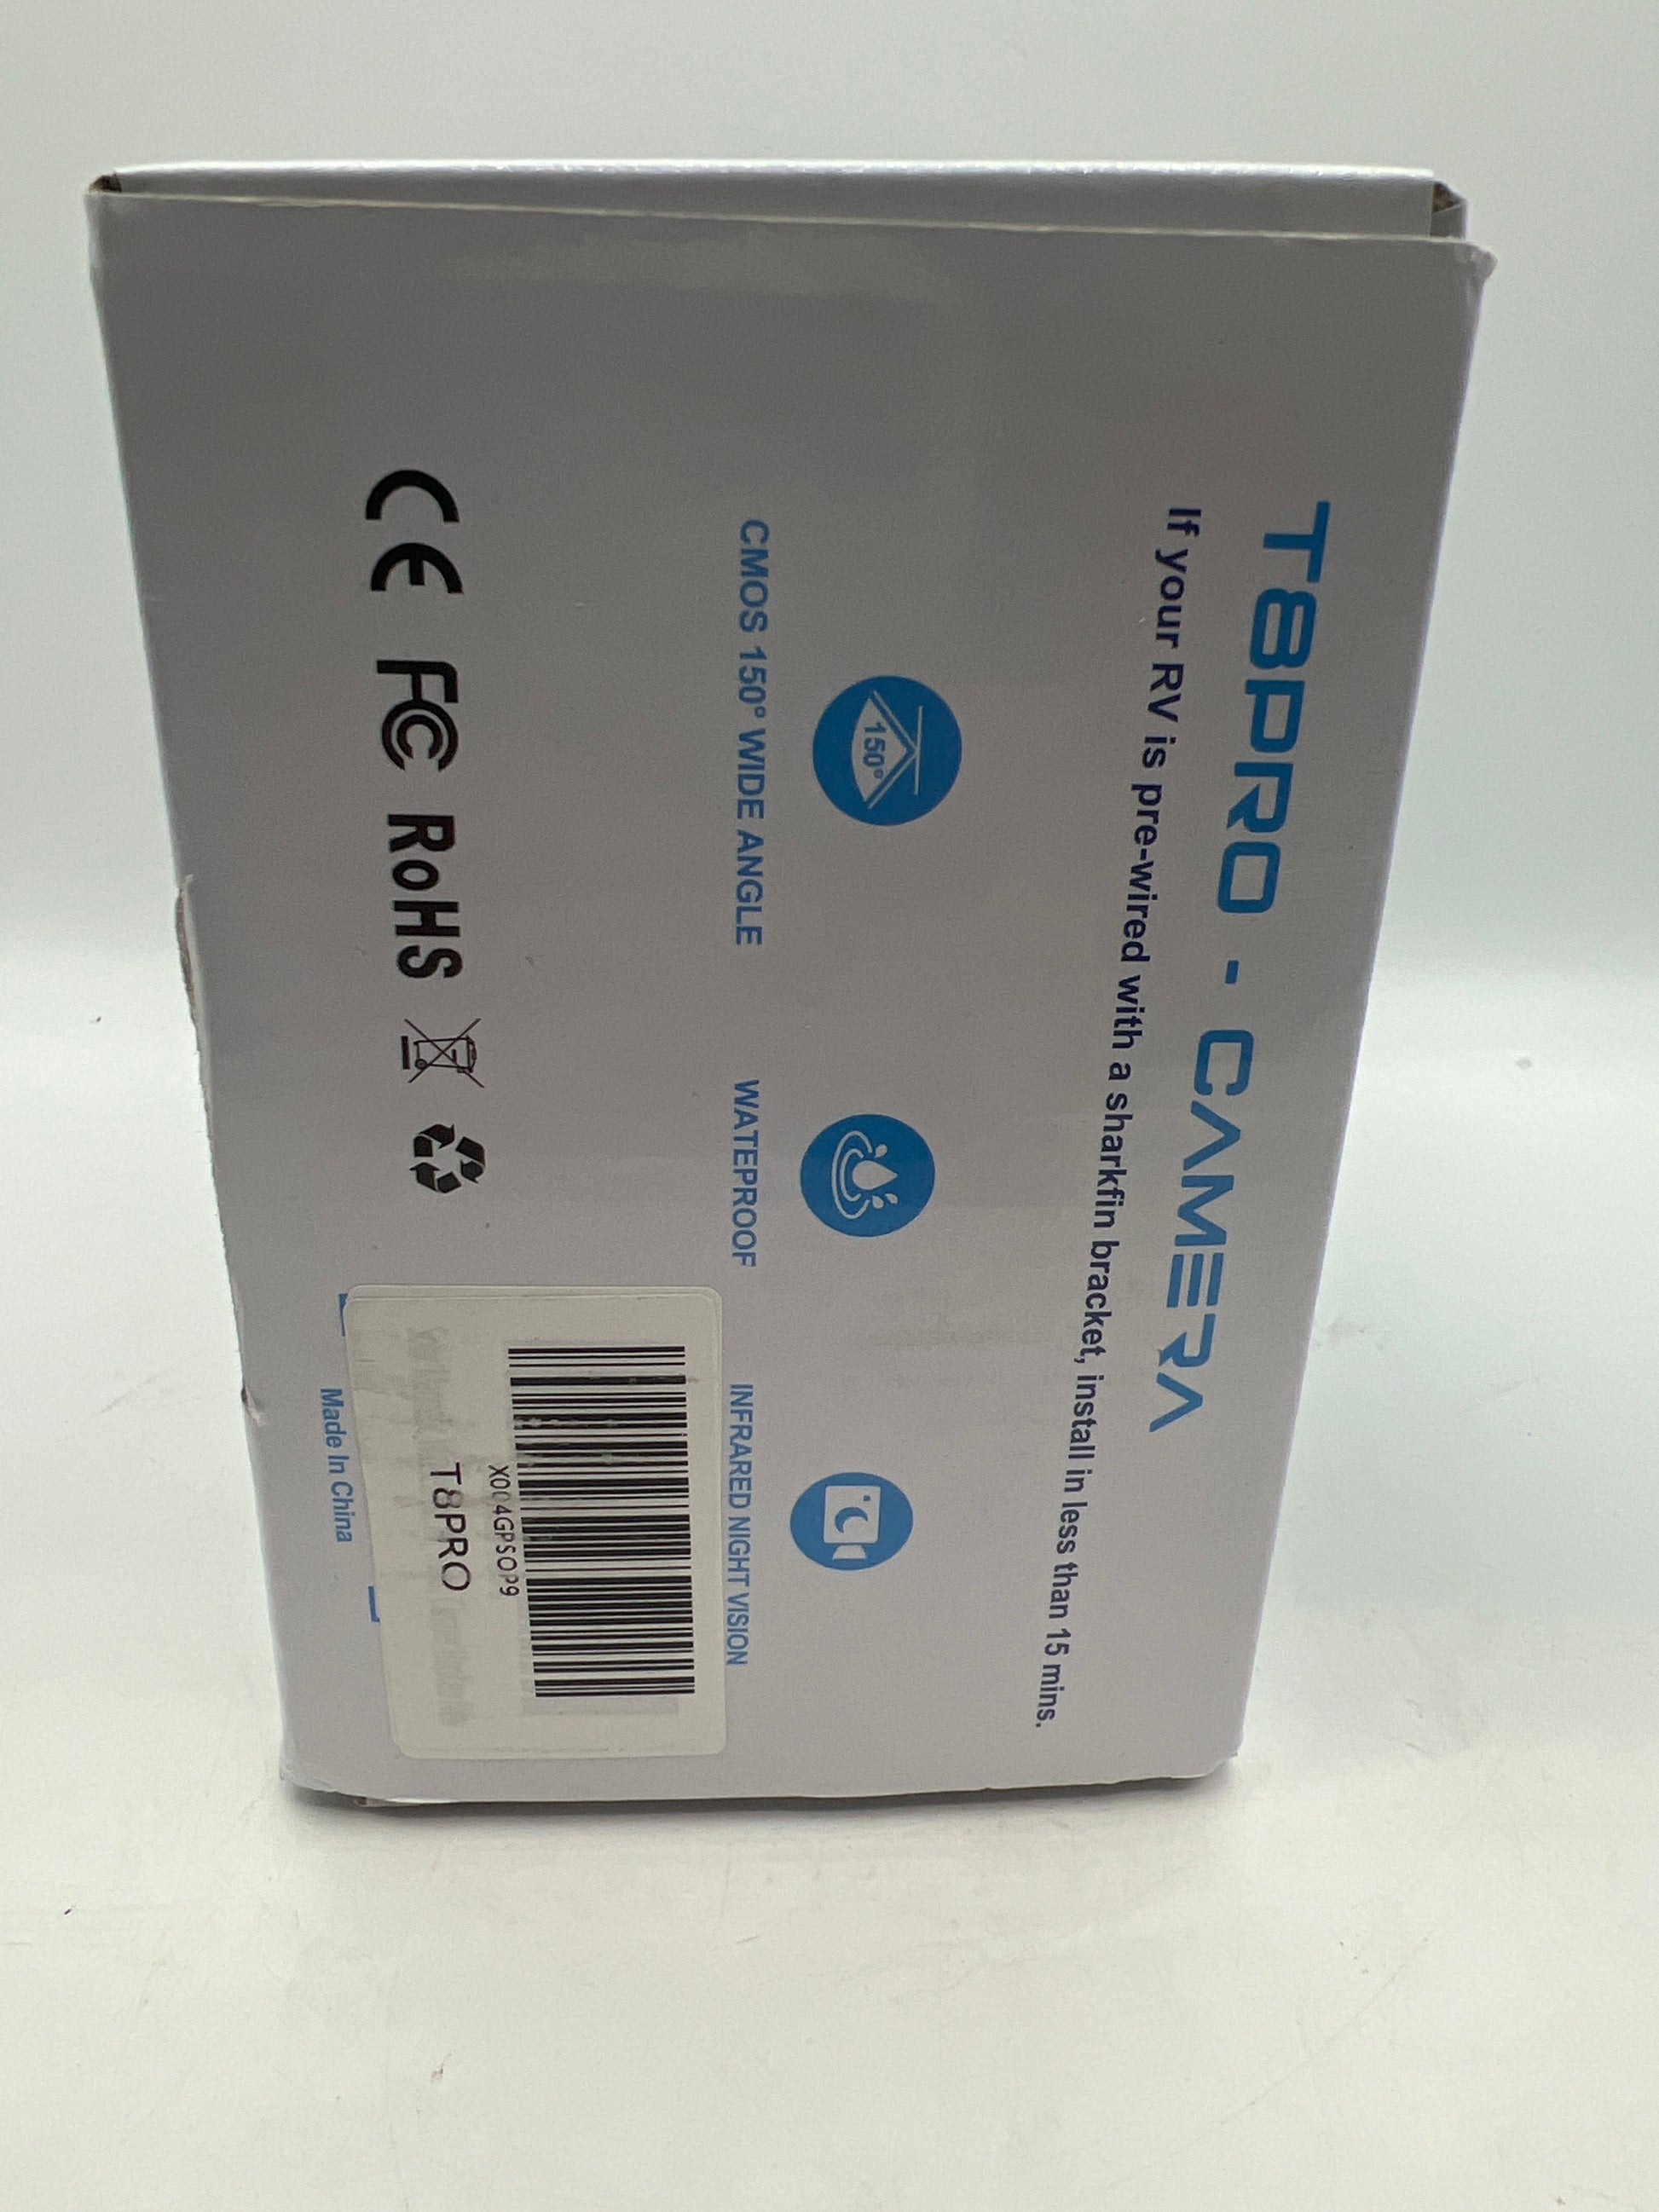 T8PRO - CAMERA
If your RV is pre-wired with a sharkfin bracket, install in less than 15 mins.
150°
CMOS 150° WIDE ANGLE
WATEPROOF
INFRARED NIGHT VISION
CE FC RoHS
X004GPSOP9
T8PRO
Made In China